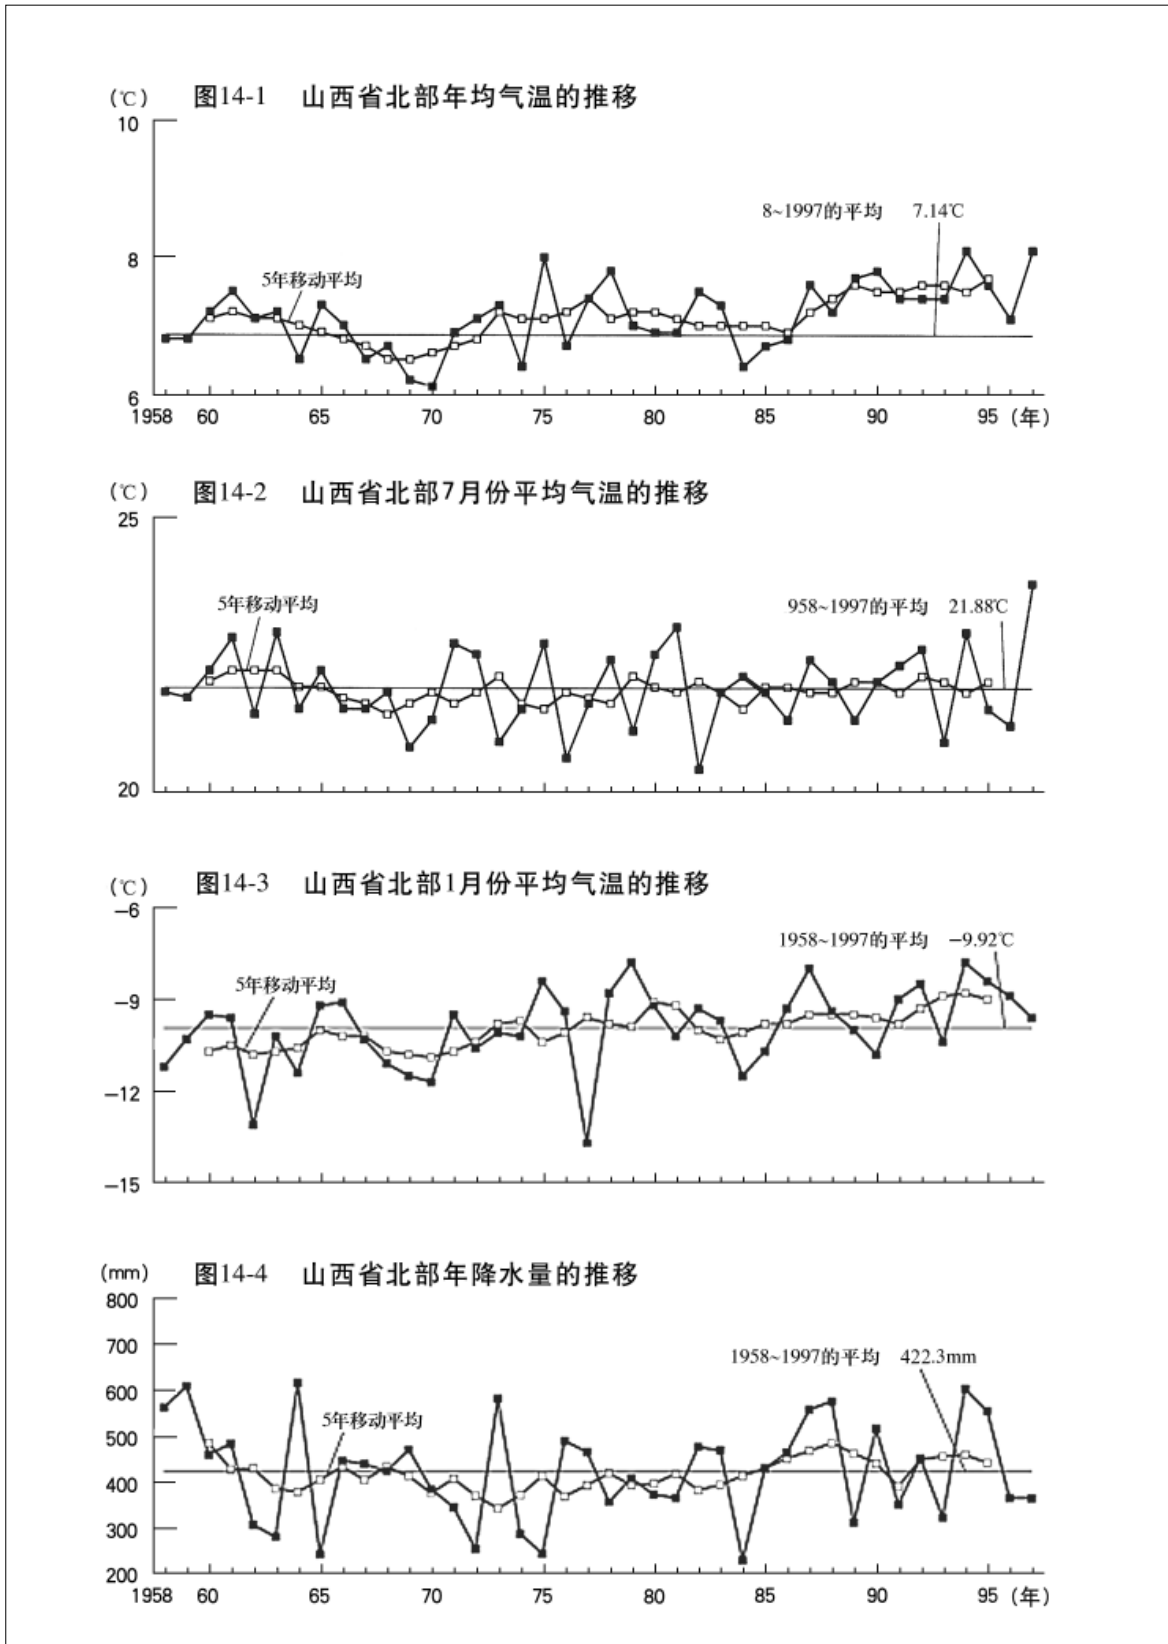 (℃) 图14-1 山西省北部年均气温的推移
10
8~1997的平均 7.14℃
8
5年移动平均
6
1958 60 65 70 75 80 85 90 95 (年)
(℃) 图14-2 山西省北部7月份平均气温的推移
25
5年移动平均 958~1997的平均 21.88℃
20
(℃) 图14-3 山西省北部1月份平均气温的推移
-6
1958~1997的平均 -9.92℃
5年移动平均
-9
-12
-15
(mm) 图14-4 山西省北部年降水量的推移
800
700
1958~1997的平均 422.3mm
600
5年移动平均
500
400
300
200
1958 60 65 70 75 80 85 90 95 (年)